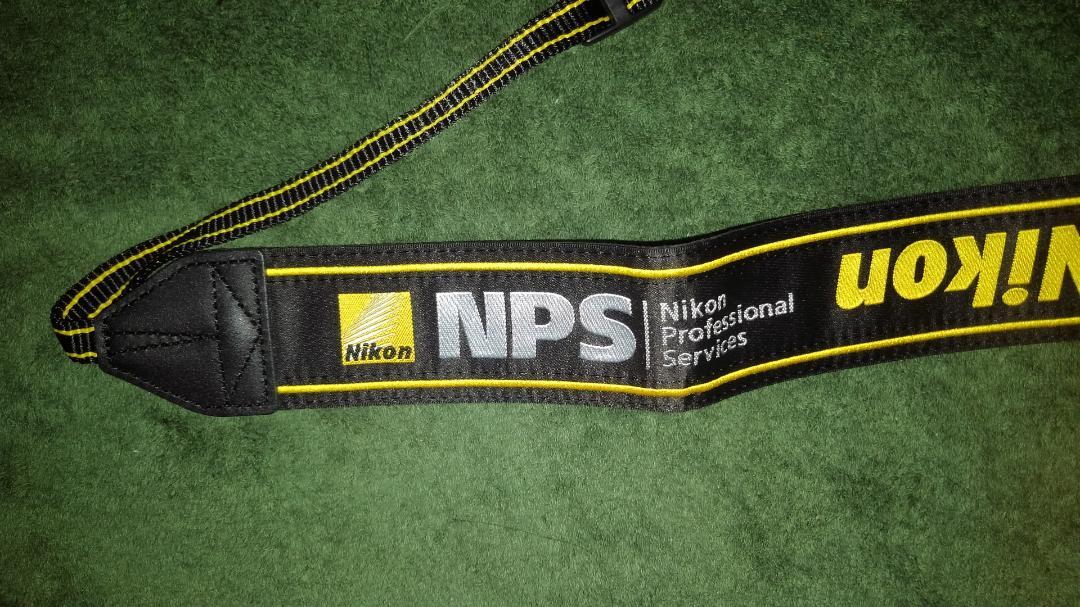 Nikon
NPS
Nikon
Professional
Services
Nikon